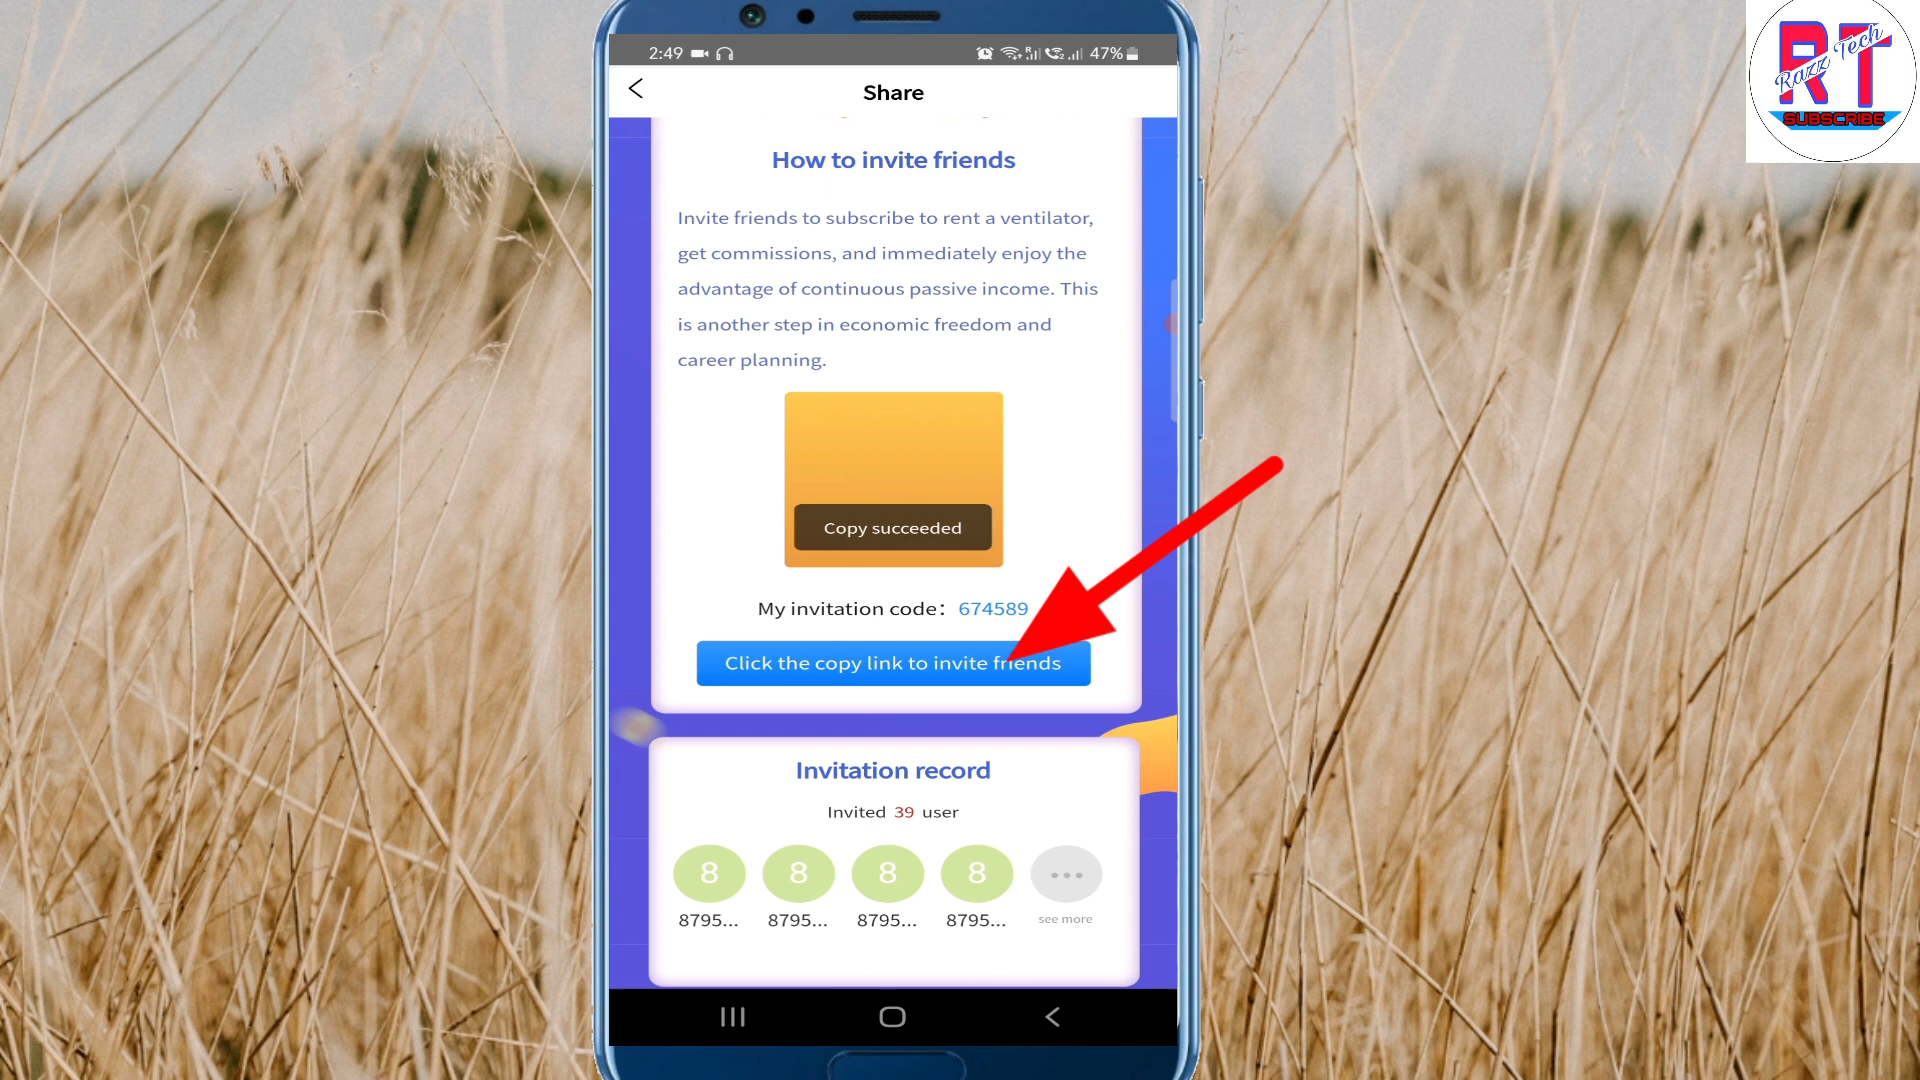 2:49
47%
Share
How to invite friends
Invite friends to subscribe to rent a ventilator,
get commissions, and immediately enjoy the
advantage of continuous passive income. This
is another step in economic freedom and
career planning.
Copy succeeded
My invitation code: 674589
Click the copy link to invite friends
Invitation record
Invited 39 user
8 8 8 8
8795... 8795... 8795... 8795... see more
RT
Razz Tech
SUBSCRIBE